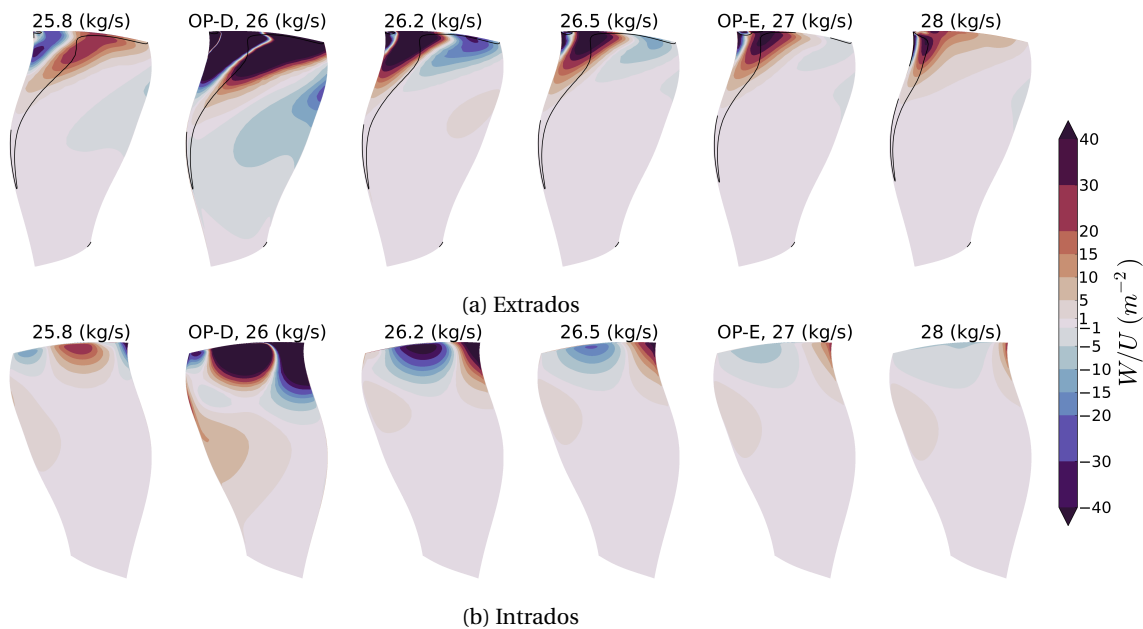 25.8 (kg/s) OP-D, 26 (kg/s) 26.2 (kg/s) 26.5 (kg/s) OP-E, 27 (kg/s) 28 (kg/s)
(a) Extrados
25.8 (kg/s) OP-D, 26 (kg/s) 26.2 (kg/s) 26.5 (kg/s) OP-E, 27 (kg/s) 28 (kg/s)
(b) Intrados
40
30
20
15
10
5
1
−1
−5
−10
−15
−20
−30
−40
W/U (m⁻²)